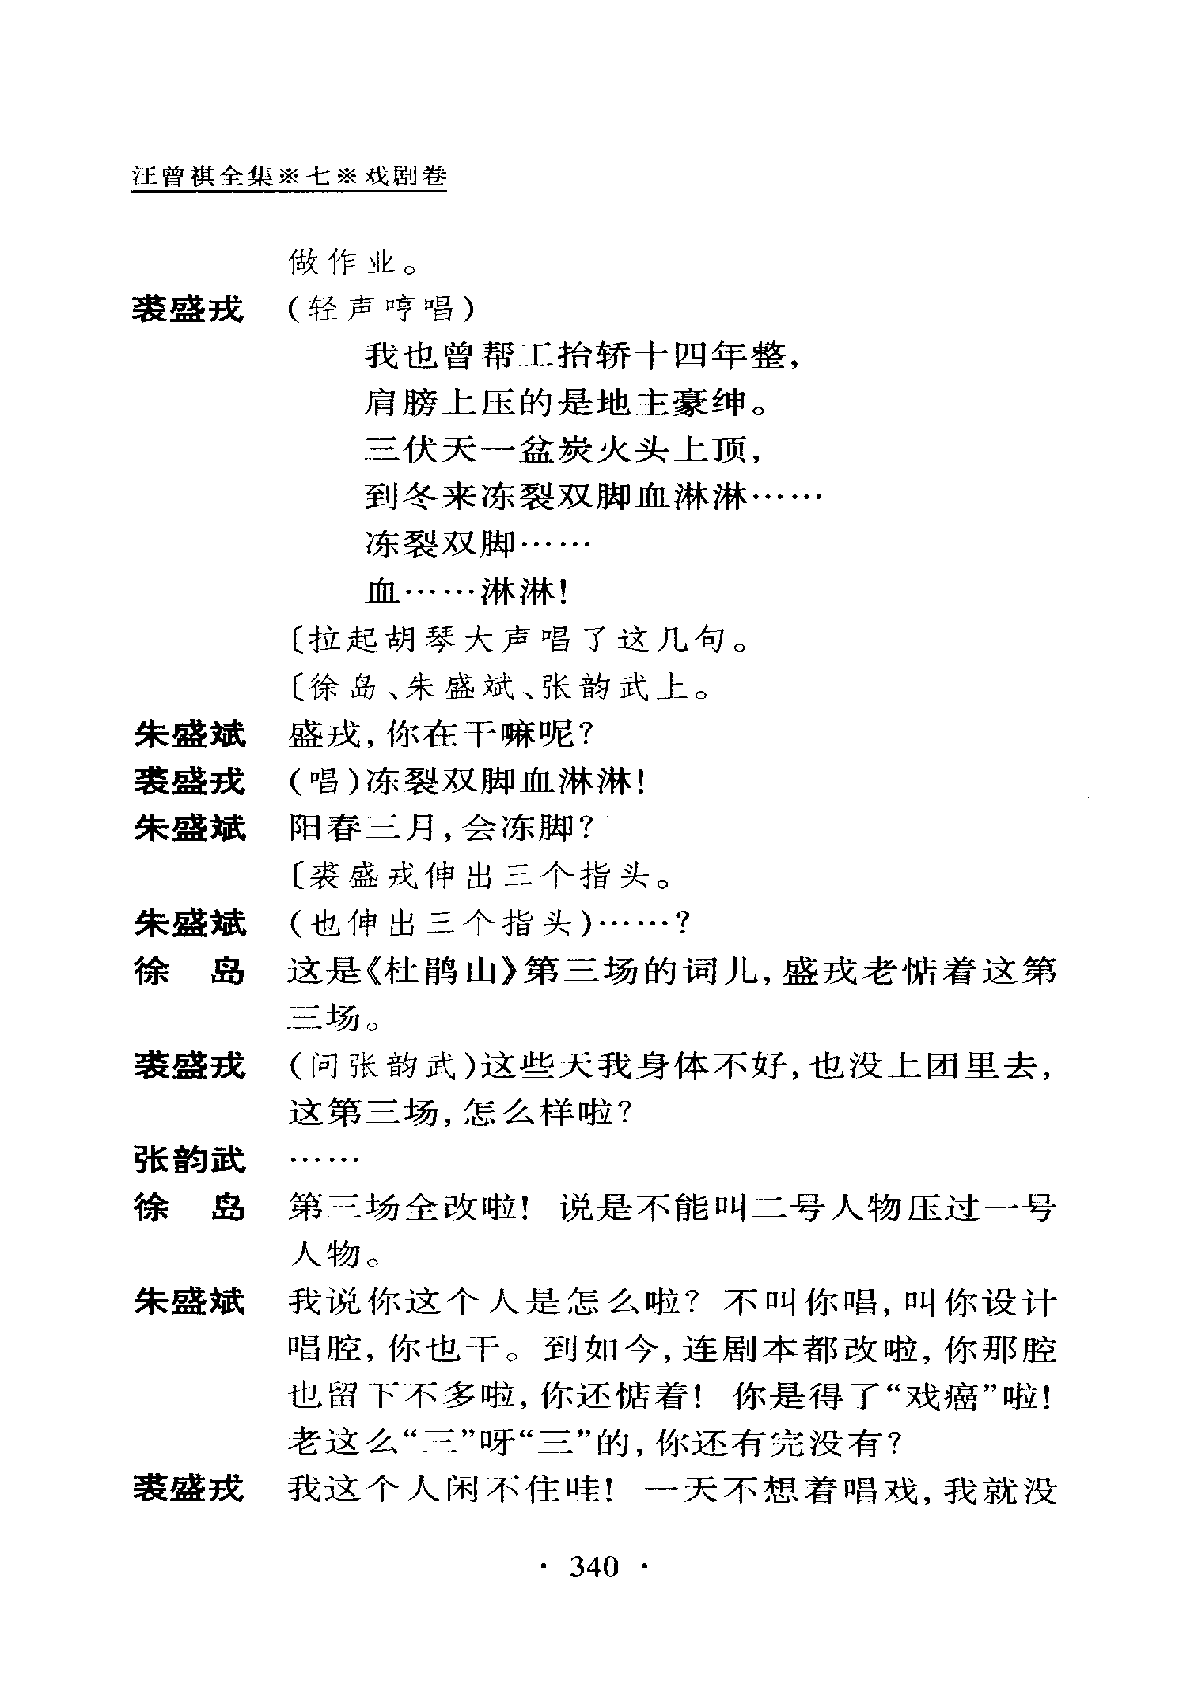 汪曾祺全集※七※戏剧卷
做作业。
裘盛戎 （轻声哼唱）
我也曾帮工抬轿十四年整，
肩膀上压的是地主豪绅。
三伏天一盆炭火头上顶，
到冬来冻裂双脚血淋淋……
冻裂双脚……
血……淋淋！
〔拉起胡琴大声唱了这几句。
〔徐岛、朱盛斌、张韵武上。
朱盛斌 盛戎，你在干嘛呢？
裘盛戎 （唱）冻裂双脚血淋淋！
朱盛斌 阳春三月，会冻脚？
〔裘盛戎伸出三个指头。
朱盛斌 （也伸出三个指头）……？
徐 岛 这是《杜鹃山》第三场的词儿，盛戎老惦着这第
三场。
裘盛戎 （问张韵武）这些天我身体不好，也没上团里去，
这第三场，怎么样啦？
张韵武 ……
徐 岛 第三场全改啦！ 说是不能叫二号人物压过一号
人物。
朱盛斌 我说你这个人是怎么啦？不叫你唱，叫你设计
唱腔，你也干。到如今，连剧本都改啦，你那腔
也留下不多啦，你还惦着！ 你是得了“戏癌”啦！
老这么“三”呀“三”的，你还有完没有？
裘盛戎 我这个人闲不住哇！ 一天不想着唱戏，我就没
· 340 ·